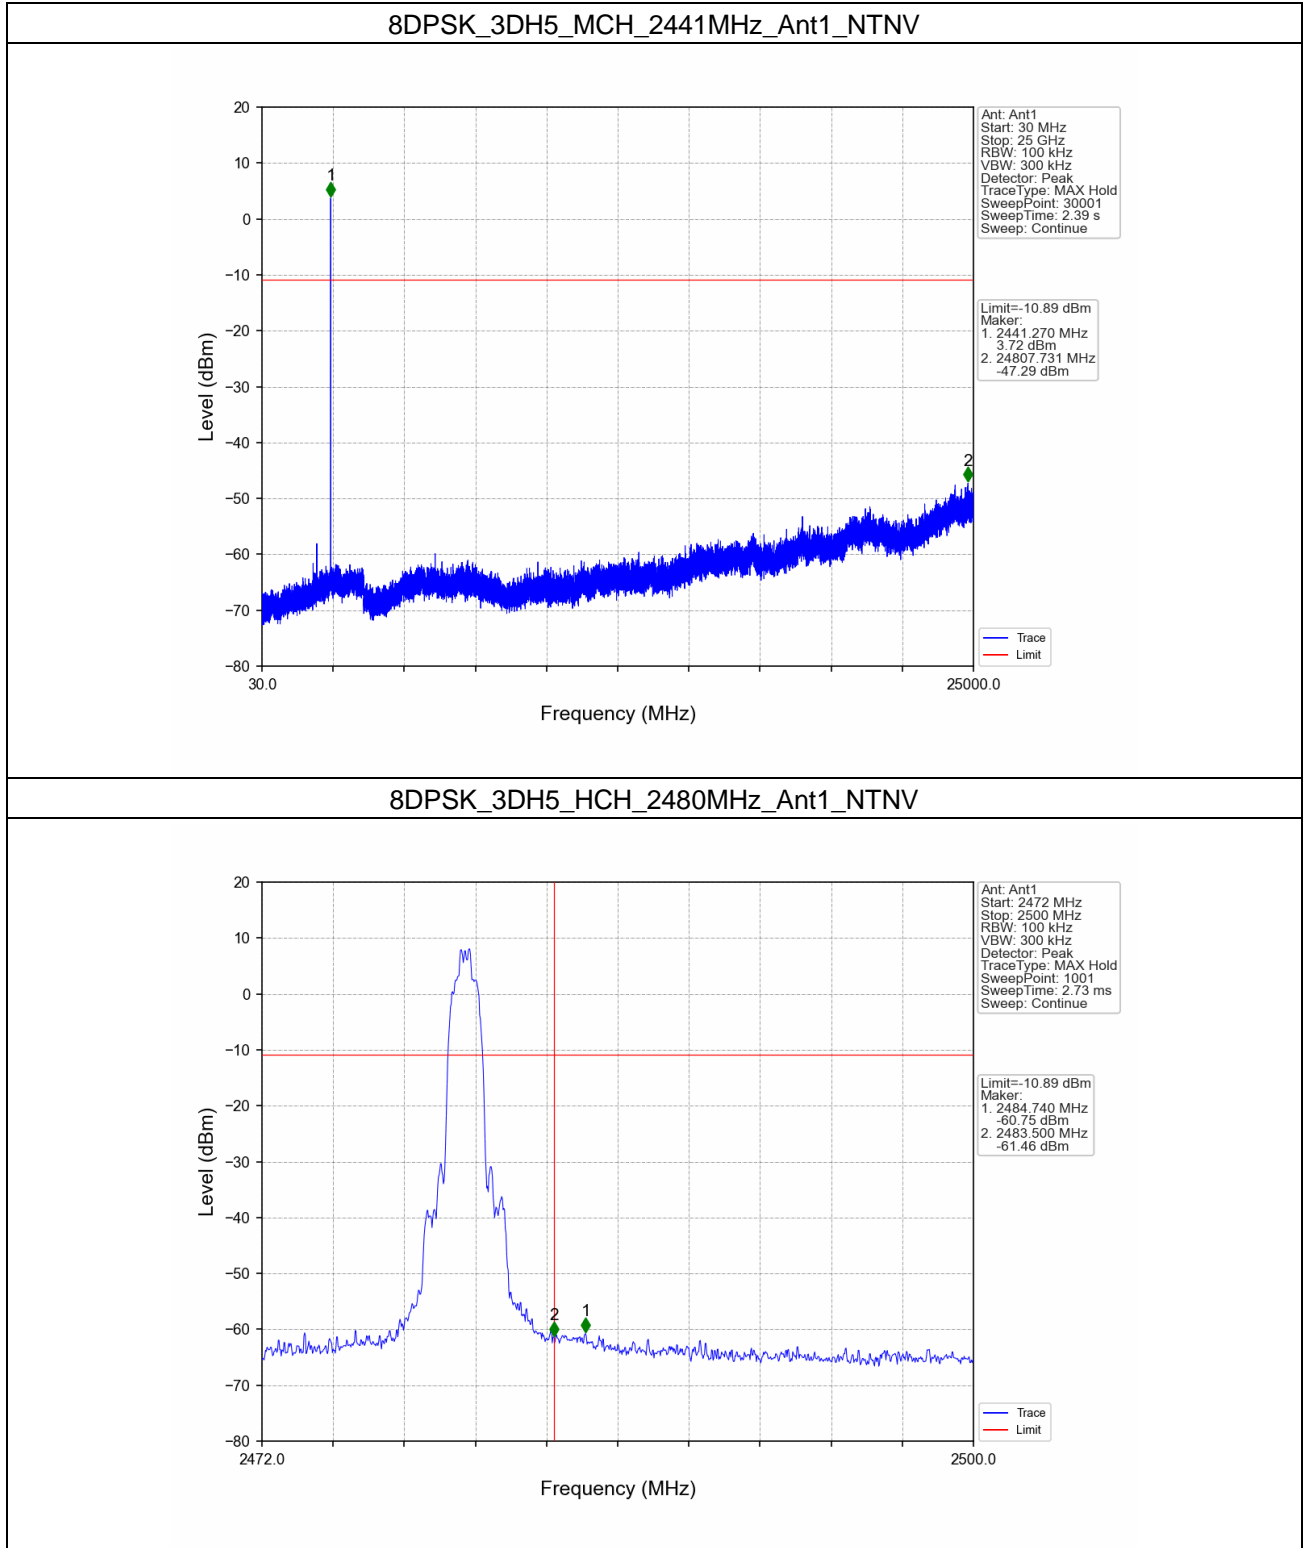 8DPSK_3DH5_MCH_2441MHz_Ant1_NTNV
20
10
0
−10
−20
−30
−40
−50
−60
−70
−80
Level (dBm)
1
2
30.0
25000.0
Frequency (MHz)
Ant: Ant1
Start: 30 MHz
Stop: 25 GHz
RBW: 100 kHz
VBW: 300 kHz
Detector: Peak
TraceType: MAX Hold
SweepPoint: 30001
SweepTime: 2.39 s
Sweep: Continue
Limit=-10.89 dBm
Maker:
1. 2441.270 MHz
3.72 dBm
2. 24807.731 MHz
-47.29 dBm
Trace
Limit
8DPSK_3DH5_HCH_2480MHz_Ant1_NTNV
20
10
0
−10
−20
−30
−40
−50
−60
−70
−80
Level (dBm)
2
1
2472.0
2500.0
Frequency (MHz)
Ant: Ant1
Start: 2472 MHz
Stop: 2500 MHz
RBW: 100 kHz
VBW: 300 kHz
Detector: Peak
TraceType: MAX Hold
SweepPoint: 1001
SweepTime: 2.73 ms
Sweep: Continue
Limit=-10.89 dBm
Maker:
1. 2484.740 MHz
-60.75 dBm
2. 2483.500 MHz
-61.46 dBm
Trace
Limit